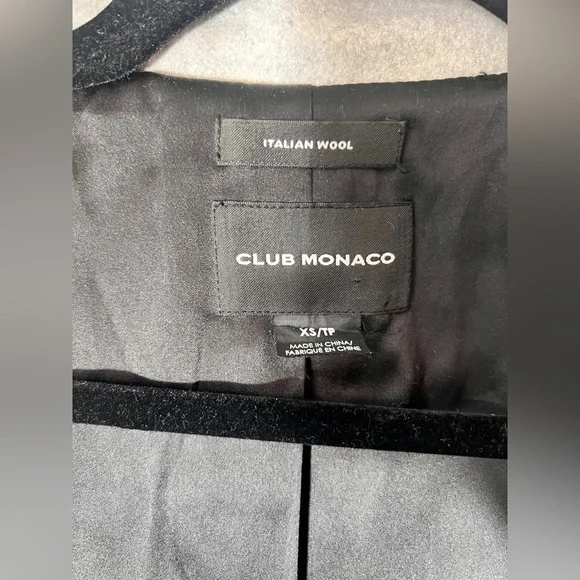 ITALIAN WOOL
CLUB MONACO
XS/TP
MADE IN CHINA/
FABRIQUÉ EN CHINE